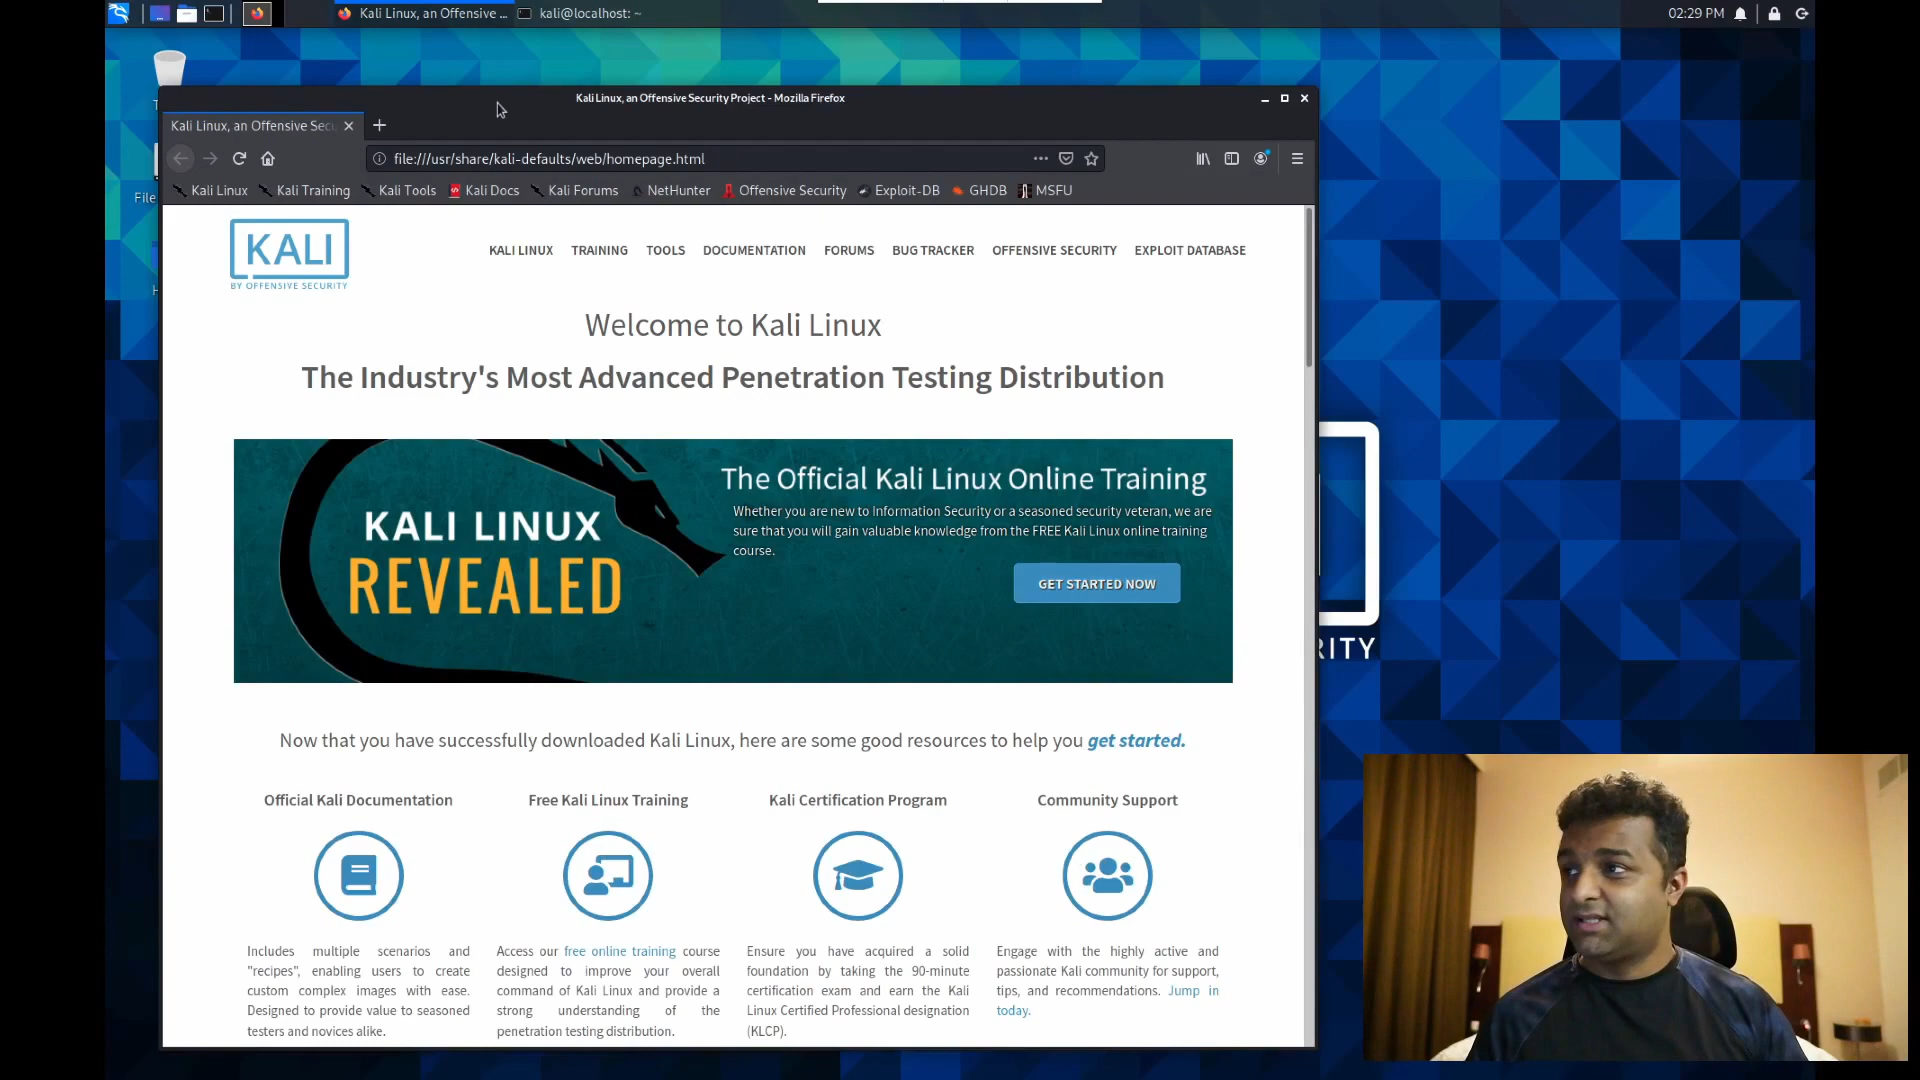 Kali Linux, an Offensive ...
kali@localhost: ~
02:29 PM
Kali Linux, an Offensive Security Project - Mozilla Firefox
Kali Linux, an Offensive Secu
file:///usr/share/kali-defaults/web/homepage.html
Kali Linux
Kali Training
Kali Tools
Kali Docs
Kali Forums
NetHunter
Offensive Security
Exploit-DB
GHDB
MSFU
File
KALI
BY OFFENSIVE SECURITY
KALI LINUX
TRAINING
TOOLS
DOCUMENTATION
FORUMS
BUG TRACKER
OFFENSIVE SECURITY
EXPLOIT DATABASE
Welcome to Kali Linux
The Industry's Most Advanced Penetration Testing Distribution
KALI LINUX
REVEALED
The Official Kali Linux Online Training
Whether you are new to Information Security or a seasoned security veteran, we are
sure that you will gain valuable knowledge from the FREE Kali Linux online training
course.
GET STARTED NOW
RITY
Now that you have successfully downloaded Kali Linux, here are some good resources to help you get started.
Official Kali Documentation
Includes multiple scenarios and
"recipes", enabling users to create
custom complex images with ease.
Designed to provide value to seasoned
testers and novices alike.
Free Kali Linux Training
Access our free online training course
designed to improve your overall
command of Kali Linux and provide a
strong understanding of the
penetration testing distribution.
Kali Certification Program
Ensure you have acquired a solid
foundation by taking the 90-minute
certification exam and earn the Kali
Linux Certified Professional designation
(KLCP).
Community Support
Engage with the highly active and
passionate Kali community for support,
tips, and recommendations. Jump in
today.